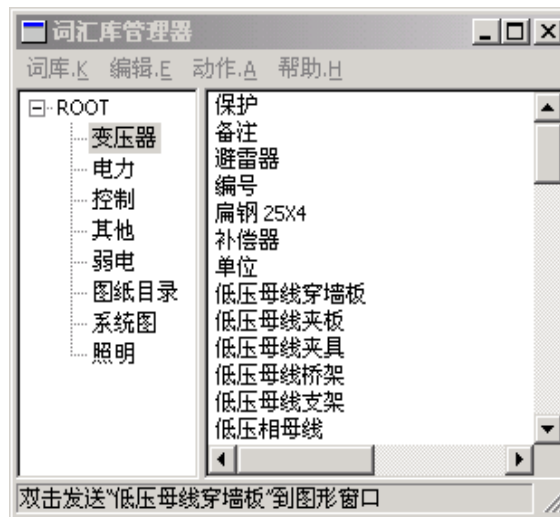 词汇库管理器
词库.K 编辑.E 动作.A 帮助.H
ROOT
变压器
电力
控制
其他
弱电
图纸目录
系统图
照明
保护
备注
避雷器
编号
扁钢 25X4
补偿器
单位
低压母线穿墙板
低压母线夹板
低压母线夹具
低压母线桥架
低压母线支架
低压相母线
双击发送"低压母线穿墙板"到图形窗口